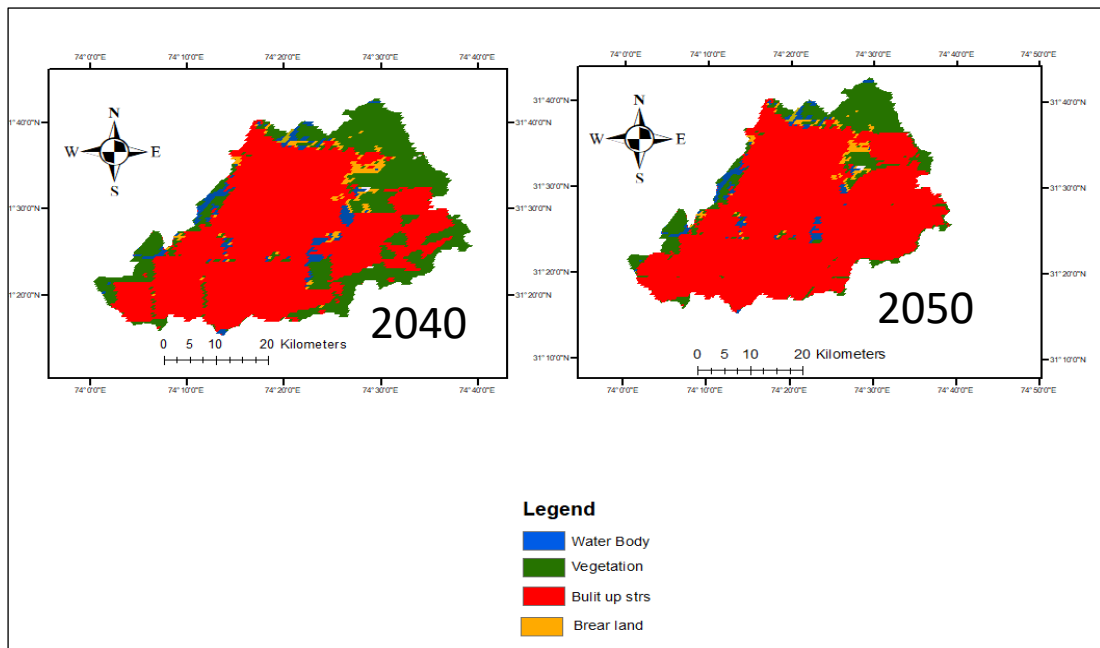 74°0'0"E 74°10'0"E 74°20'0"E 74°30'0"E 74°40'0"E
31°40'0"N
31°30'0"N
31°20'0"N
N
W E
S
2040
0 5 10 20 Kilometers
74°0'0"E 74°10'0"E 74°20'0"E 74°30'0"E 74°40'0"E
74°0'0"E 74°10'0"E 74°20'0"E 74°30'0"E 74°40'0"E 74°50'0"E
31°40'0"N 31°40'0"N
31°30'0"N 31°30'0"N
31°20'0"N 31°20'0"N
31°10'0"N 31°10'0"N
N
W E
S
2050
0 5 10 20 Kilometers
74°0'0"E 74°10'0"E 74°20'0"E 74°30'0"E 74°40'0"E 74°50'0"E
Legend
Water Body
Vegetation
Bulit up strs
Brear land